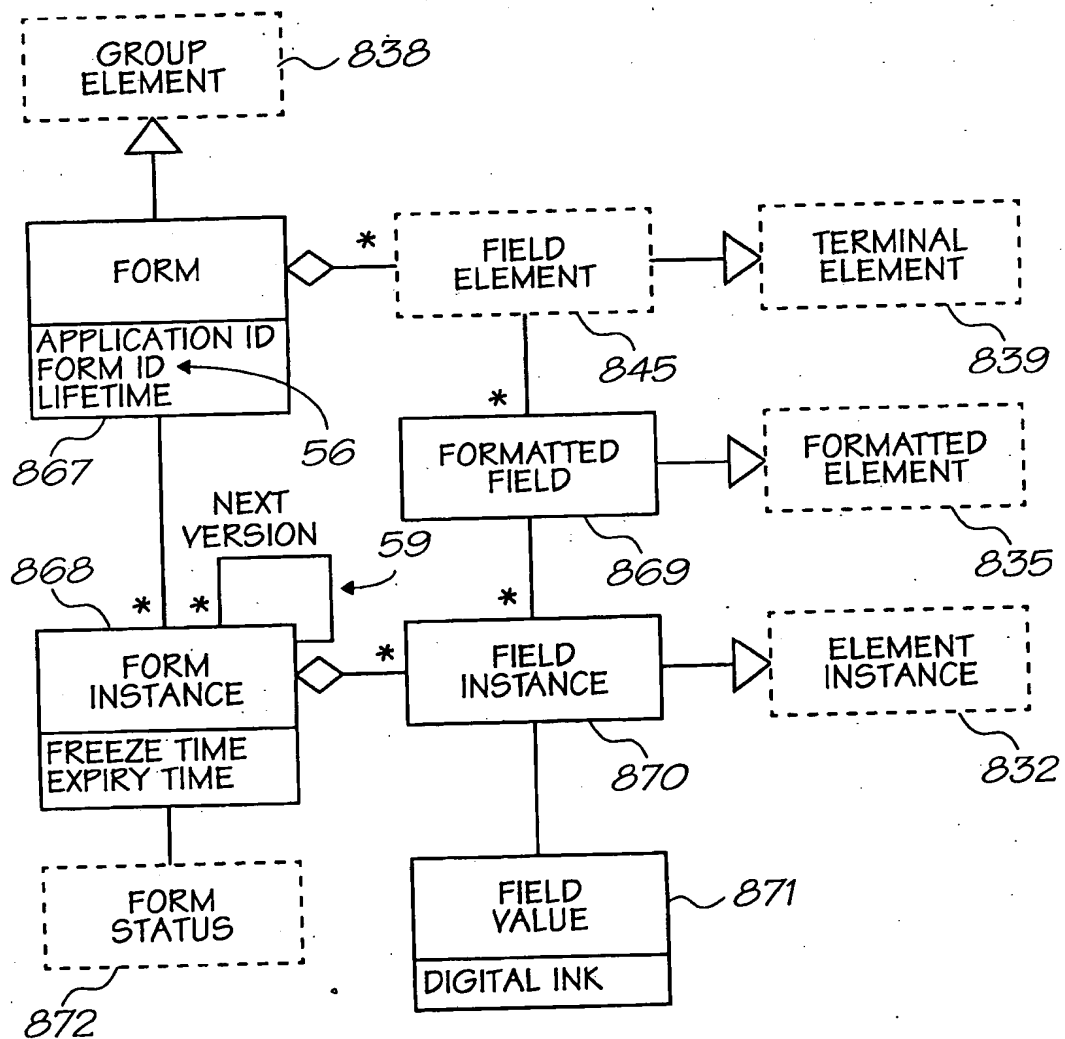 GROUP
ELEMENT
838
FORM
APPLICATION ID
FORM ID
LIFETIME
867
56
*
FIELD
ELEMENT
845
TERMINAL
ELEMENT
839
*
FORMATTED
FIELD
869
FORMATTED
ELEMENT
835
NEXT
VERSION
59
868
*
*
FORM
INSTANCE
FREEZE TIME
EXPIRY TIME
*
*
FIELD
INSTANCE
870
ELEMENT
INSTANCE
832
FORM
STATUS
872
FIELD
VALUE
DIGITAL INK
871